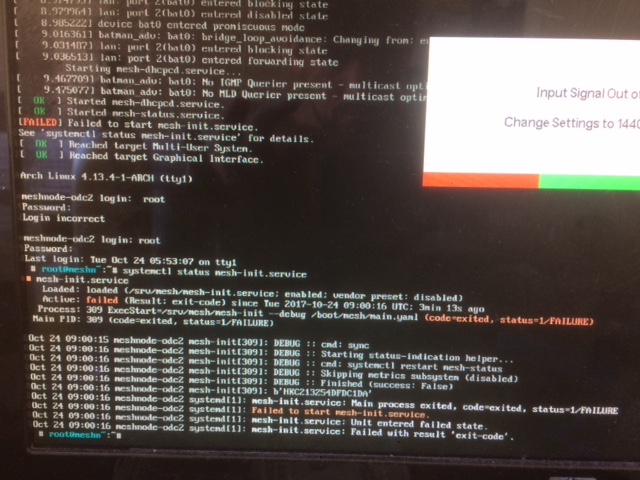 8.979964] lan: port 2(bat0) entered blocking state
entered disabled state
8.985222] device bat0 entered promiscuous mode
9.016361] batman_adv: bat0: bridge_loop_avoidance: Changing from:
9.031487] lan: port 2(bat0) entered blocking state
9.036513] lan: port 2(bat0) entered forwarding state
Starting mesh-dhcpcd.service...
[ 9.467709] batman_adv: bat0: No IGMP Querier present - multicast
[ 9.475077] batman_adv: bat0: No MLD Querier present - multicast
[ OK ] Started mesh-dhcpcd.service.
[ OK ] Started mesh-status.service.
[FAILED] Failed to start mesh-init.service.
See 'systemctl status mesh-init.service' for details.
[ OK ] Reached target Multi-User System.
[ OK ] Reached target Graphical Interface.
Arch Linux 4.13.4-1-ARCH (tty1)
meshnode-odc2 login: root
Password:
Login incorrect
meshnode-odc2 login: root
Password:
Last login: Tue Oct 24 05:53:07 on tty1
# root@meshn:~# systemctl status mesh-init.service
mesh-init.service
Loaded: loaded (/srv/mesh/mesh-init.service; enabled; vendor preset: disabled)
Active: failed (Result: exit-code) since Tue 2017-10-24 09:00:16 UTC; 3min 13s ago
Process: 309 ExecStart=/srv/mesh/mesh-init --debug /boot/mesh/main.yaml (code=exited, status=1/FAILURE)
Main PID: 309 (code=exited, status=1/FAILURE)
Oct 24 09:00:15 meshnode-odc2 mesh-init[309]: DEBUG :: cmd: sync
Oct 24 09:00:16 meshnode-odc2 mesh-init[309]: DEBUG :: Starting status-indication helper...
Oct 24 09:00:16 meshnode-odc2 mesh-init[309]: DEBUG :: cmd: systemctl restart mesh-status
Oct 24 09:00:16 meshnode-odc2 mesh-init[309]: DEBUG :: Skipping metrics subsystem (disabled)
Oct 24 09:00:16 meshnode-odc2 mesh-init[309]: DEBUG :: Finished (success: False)
Oct 24 09:00:16 meshnode-odc2 mesh-init[309]: b'HKC213254DFDC1DA'
Oct 24 09:00:16 meshnode-odc2 systemd[1]: mesh-init.service: Main process exited, code=exited, status=1/FAILURE
Oct 24 09:00:16 meshnode-odc2 systemd[1]: Failed to start mesh-init.service.
Oct 24 09:00:16 meshnode-odc2 systemd[1]: mesh-init.service: Unit entered failed state.
Oct 24 09:00:16 meshnode-odc2 systemd[1]: mesh-init.service: Failed with result 'exit-code'.
# root@meshn:~#
Input Signal Out
Change Settings to 1440